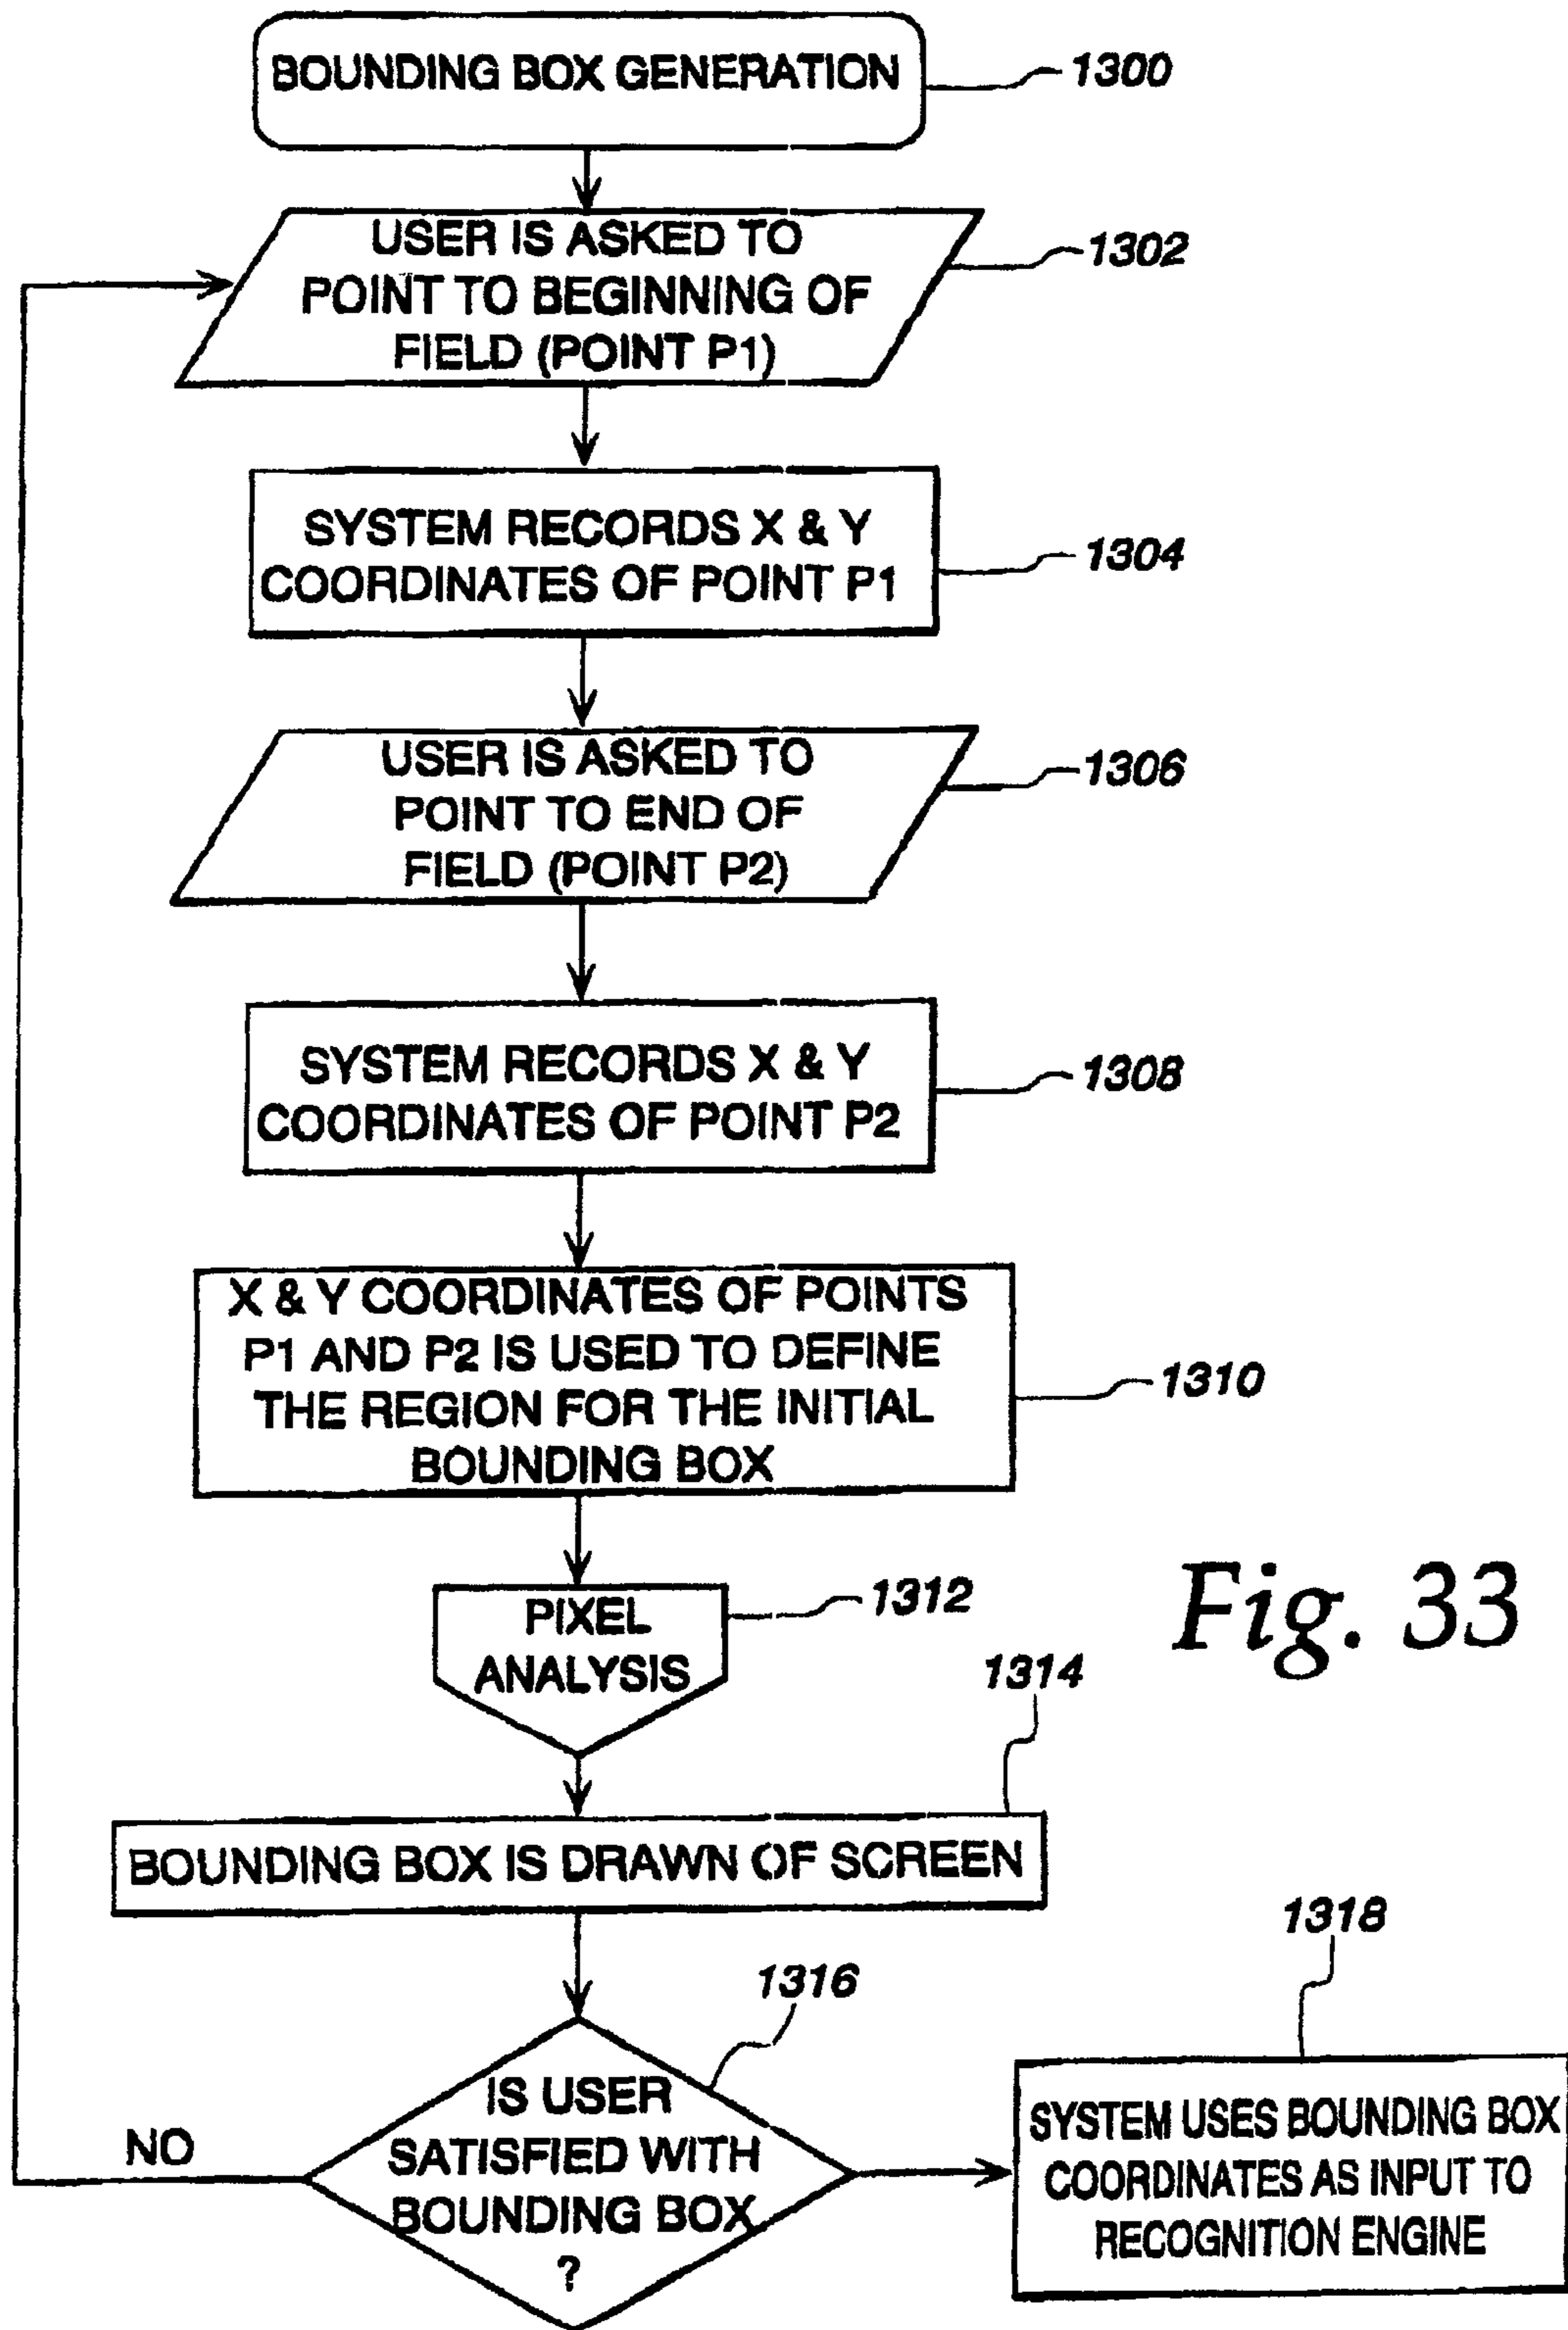 BOUNDING BOX GENERATION
1300
USER IS ASKED TO
POINT TO BEGINNING OF
FIELD (POINT P1)
1302
SYSTEM RECORDS X & Y
COORDINATES OF POINT P1
1304
USER IS ASKED TO
POINT TO END OF
FIELD (POINT P2)
1306
SYSTEM RECORDS X & Y
COORDINATES OF POINT P2
1308
X & Y COORDINATES OF POINTS
P1 AND P2 IS USED TO DEFINE
THE REGION FOR THE INITIAL
BOUNDING BOX
1310
PIXEL
ANALYSIS
1312
Fig. 33
1314
BOUNDING BOX IS DRAWN OF SCREEN
1316
IS USER
SATISFIED WITH
BOUNDING BOX
?
NO
1318
SYSTEM USES BOUNDING BOX
COORDINATES AS INPUT TO
RECOGNITION ENGINE